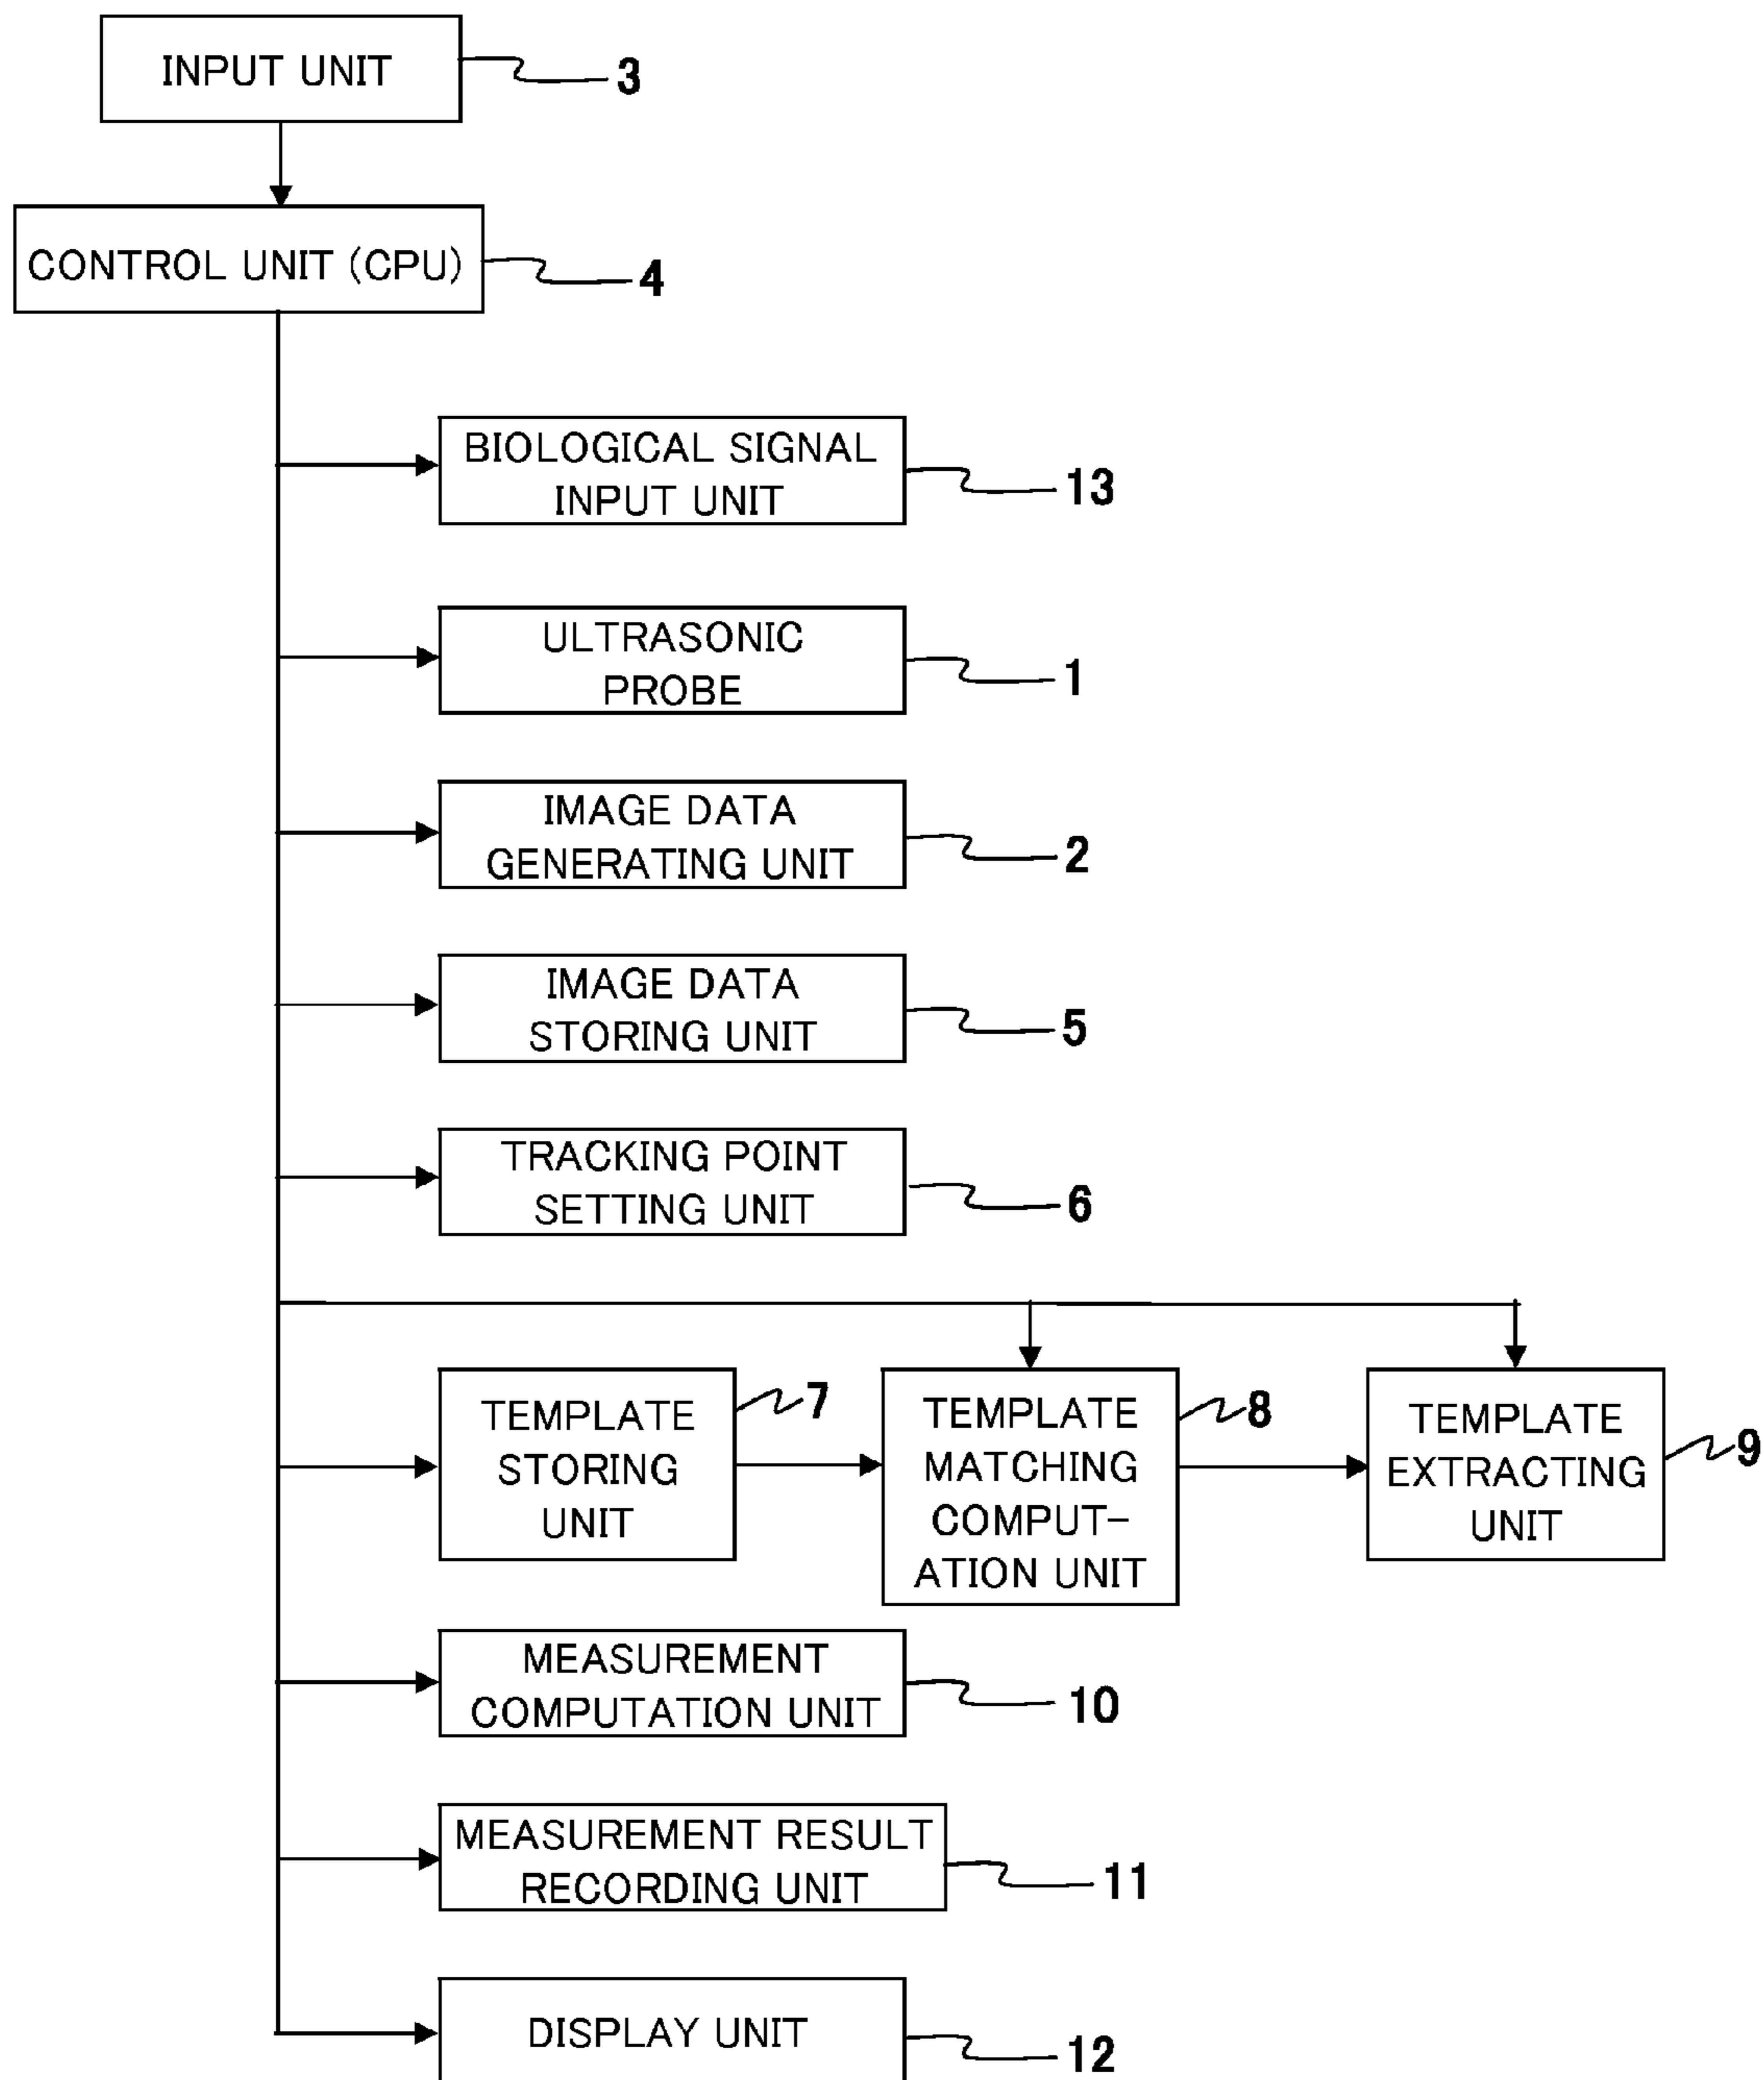 INPUT UNIT
3
CONTROL UNIT (CPU)
4
BIOLOGICAL SIGNAL
INPUT UNIT
13
ULTRASONIC
PROBE
1
IMAGE DATA
GENERATING UNIT
2
IMAGE DATA
STORING UNIT
5
TRACKING POINT
SETTING UNIT
6
TEMPLATE
STORING
UNIT
7
TEMPLATE
MATCHING
COMPUT-
ATION UNIT
8
TEMPLATE
EXTRACTING
UNIT
9
MEASUREMENT
COMPUTATION UNIT
10
MEASUREMENT RESULT
RECORDING UNIT
11
DISPLAY UNIT
12